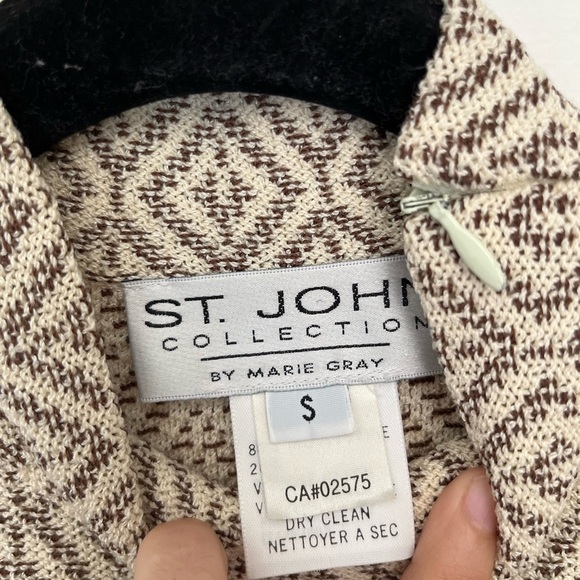 ST. JOHN
COLLECTION
BY MARIE GRAY
S
CA#02575
DRY CLEAN
NETTOYER A SEC